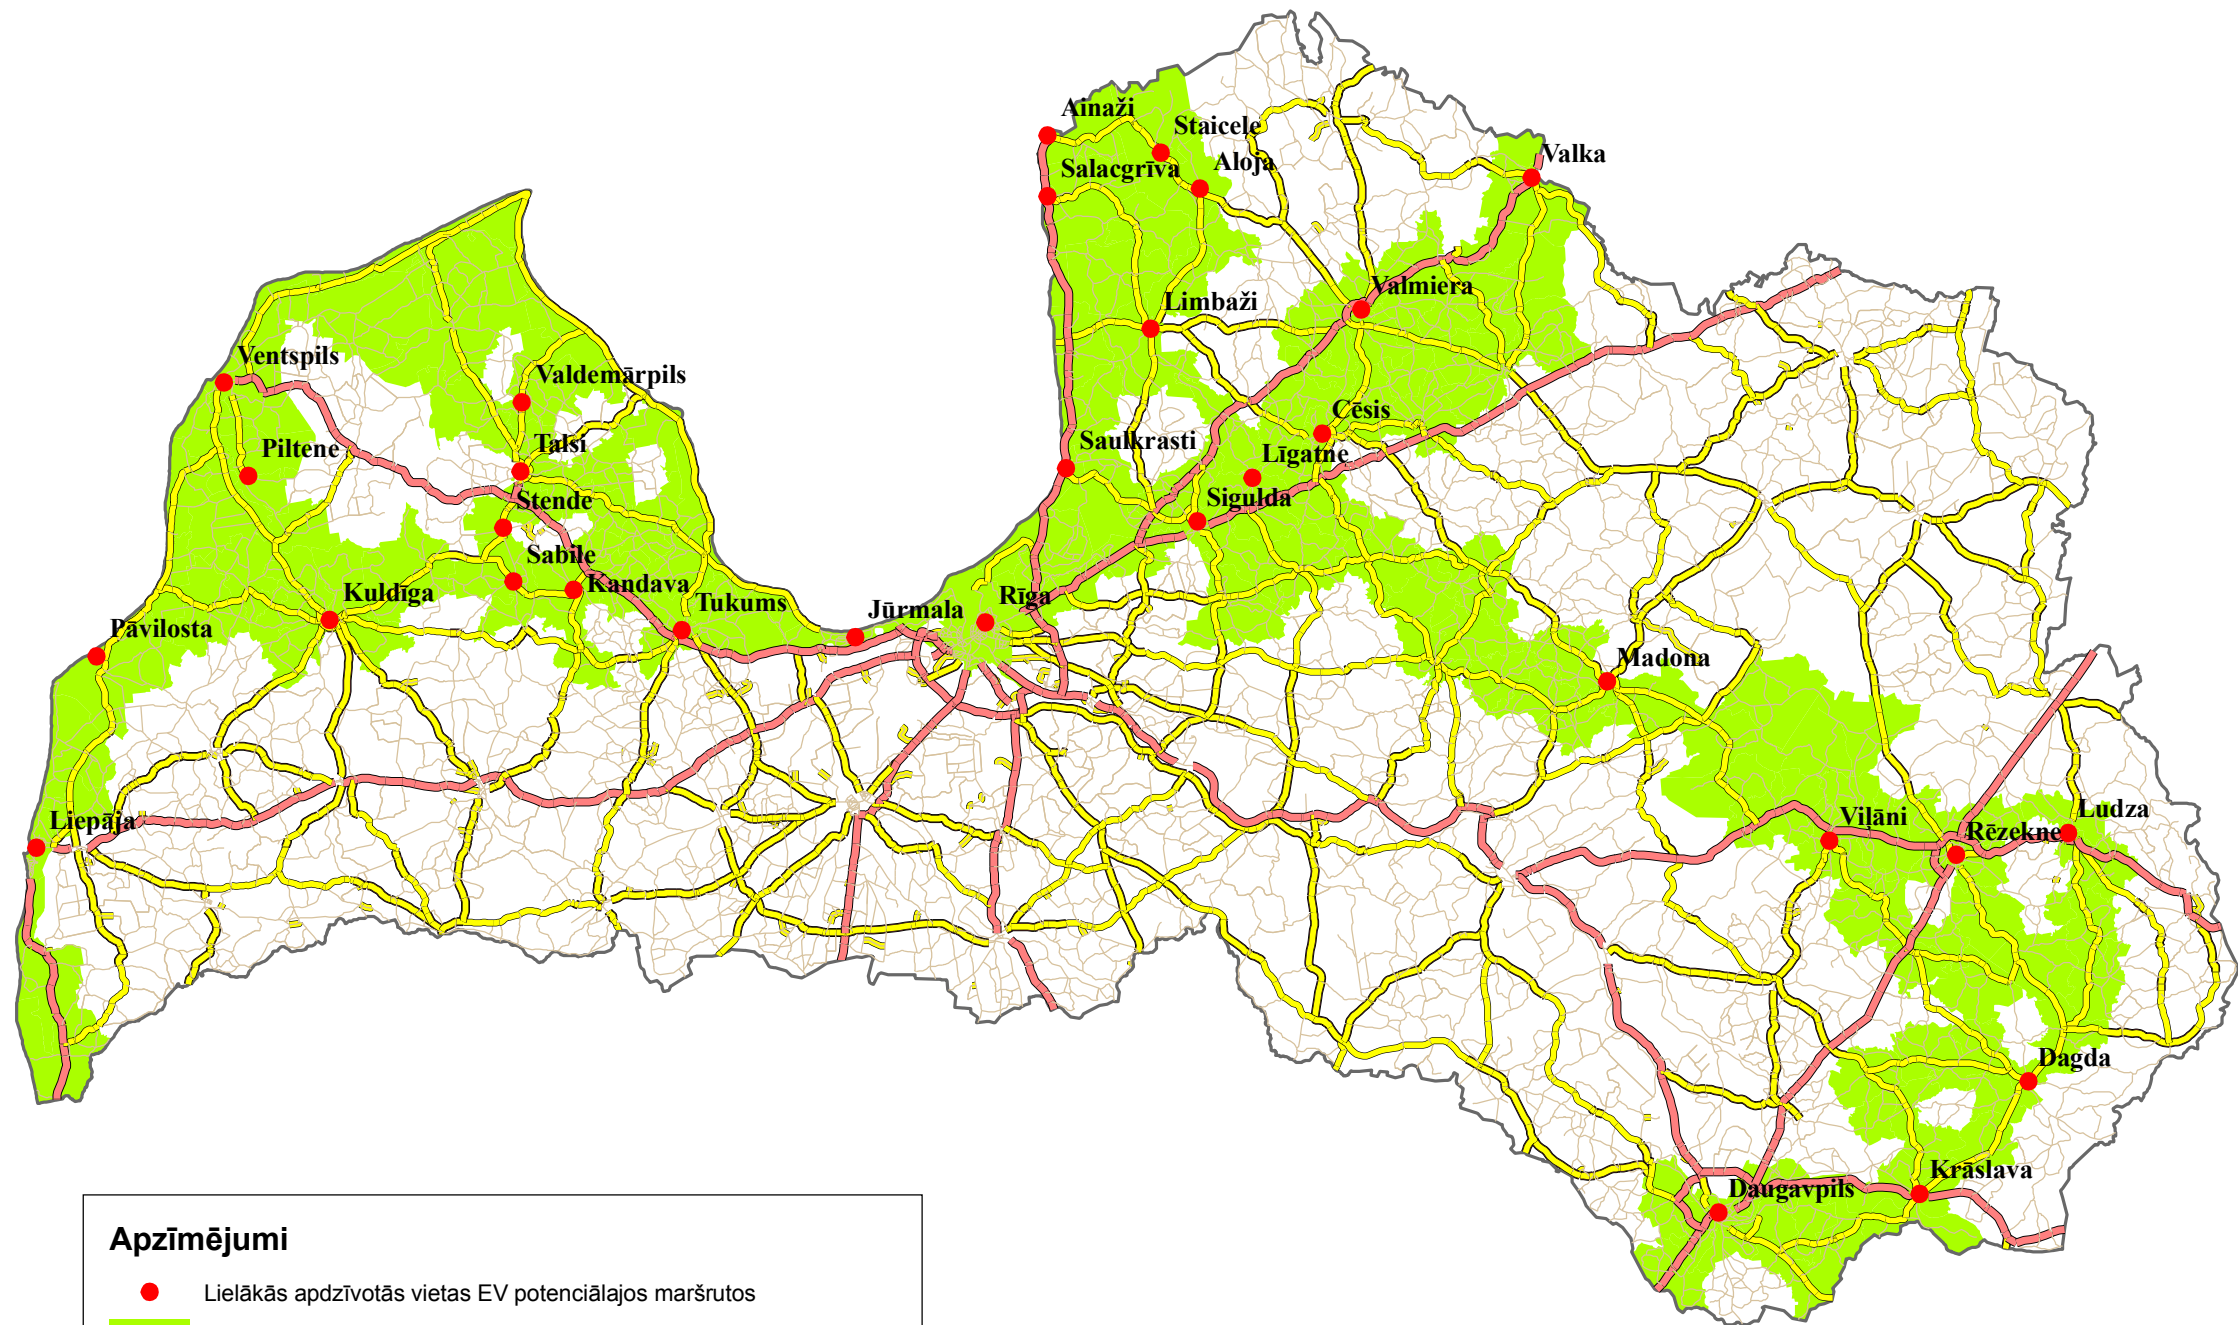 Ainaži
Staicele
Salacgrīva
Aloja
Valka
Limbaži
Valmiera
Ventspils
Valdemārpils
Piltene
Talsi
Saulkrasti
Cēsis
Līgatne
Stende
Sigulda
Sabile
Kuldīga
Kandava
Tukums
Jūrmala
Rīga
Pāvilosta
Madona
Liepāja
Viļāni
Rēzekne
Ludza
Dagda
Krāslava
Daugavpils
Apzīmējumi
Lielākās apdzīvotās vietas EV potenciālajos maršrutos